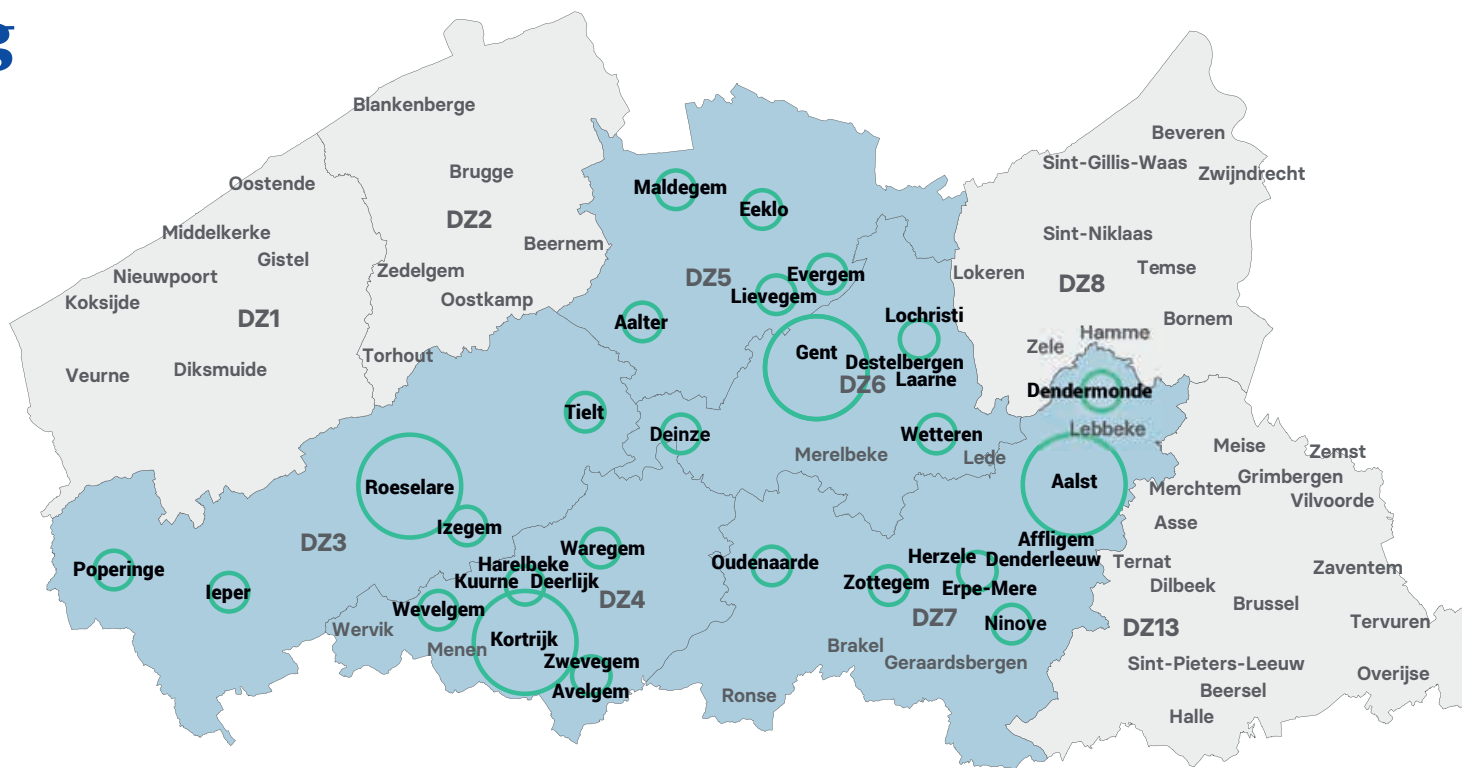 g
Blankenberge
Beveren
Sint-Gillis-Waas
Zwijndrecht
Brugge
Oostende
Maldegem
Eeklo
DZ2
Middelkerke
Sint-Niklaas
Beernem
Gistel
Zedelgem
Nieuwpoort
DZ5
Evergem
Lokeren
Temse
DZ8
Koksijde
Oostkamp
Lievegem
DZ1
Aalter
Lochristi
Bornem
Hamme
Zele
Torhout
Gent
Destelbergen
Veurne
Diksmuide
DZ6
Laarne
Dendermonde
Tielt
Deinze
Wetteren
Lebbeke
Merelbeke
Lede
Meise
Zemst
Roeselare
Aalst
Grimbergen
Merchtem
Vilvoorde
Izegem
Asse
DZ3
Waregem
Affligem
Harelbeke
Oudenaarde
Herzele
Denderleeuw
Ternat
Poperinge
Kuurne
Deerlijk
Zottegem
Erpe-Mere
Zaventem
Dilbeek
Ieper
DZ4
Brussel
Wevelgem
DZ7
Ninove
Tervuren
Wervik
Kortrijk
DZ13
Menen
Brakel
Zwevegem
Geraardsbergen
Sint-Pieters-Leeuw
Overijse
Avelgem
Ronse
Beersel
Halle